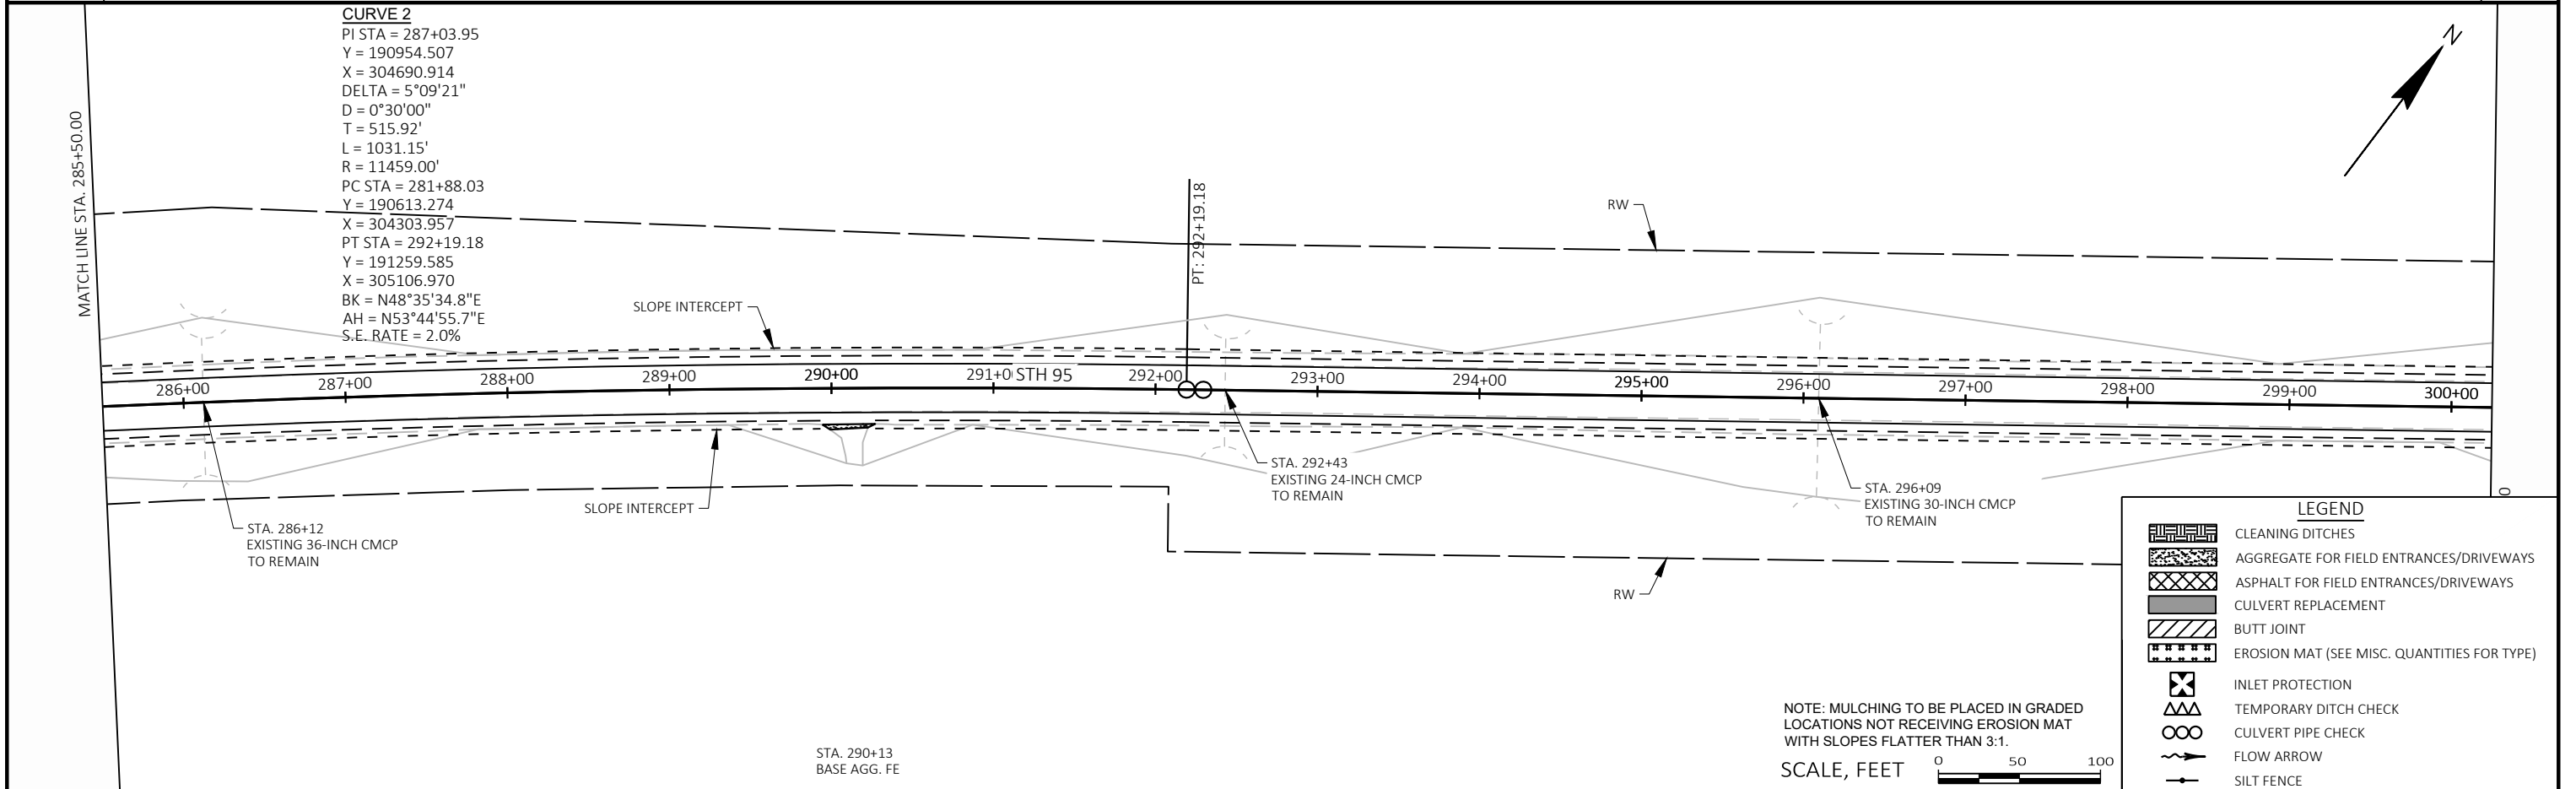 CURVE 2
PI STA = 287+03.95
Y = 190954.507
X = 304690.914
DELTA = 5°09'21"
D = 0°30'00"
T = 515.92'
L = 1031.15'
R = 11459.00'
PC STA = 281+88.03
Y = 190613.274
X = 304303.957
PT STA = 292+19.18
Y = 191259.585
X = 305106.970
BK = N48°35'34.8"E
AH = N53°44'55.7"E
S.E. RATE = 2.0%
N
MATCH LINE STA. 285+50.00
PT: 292+19.18
RW
SLOPE INTERCEPT
286+00
287+00
288+00
289+00
290+00
291+0
STH 95
292+00
293+00
294+00
295+00
296+00
297+00
298+00
299+00
300+00
SLOPE INTERCEPT
STA. 286+12
EXISTING 36-INCH CMCP
TO REMAIN
STA. 292+43
EXISTING 24-INCH CMCP
TO REMAIN
STA. 296+09
EXISTING 30-INCH CMCP
TO REMAIN
RW
0
STA. 290+13
BASE AGG. FE
NOTE: MULCHING TO BE PLACED IN GRADED
LOCATIONS NOT RECEIVING EROSION MAT
WITH SLOPES FLATTER THAN 3:1.
SCALE, FEET
0 50 100
LEGEND
CLEANING DITCHES
AGGREGATE FOR FIELD ENTRANCES/DRIVEWAYS
ASPHALT FOR FIELD ENTRANCES/DRIVEWAYS
CULVERT REPLACEMENT
BUTT JOINT
EROSION MAT (SEE MISC. QUANTITIES FOR TYPE)
INLET PROTECTION
TEMPORARY DITCH CHECK
CULVERT PIPE CHECK
FLOW ARROW
SILT FENCE